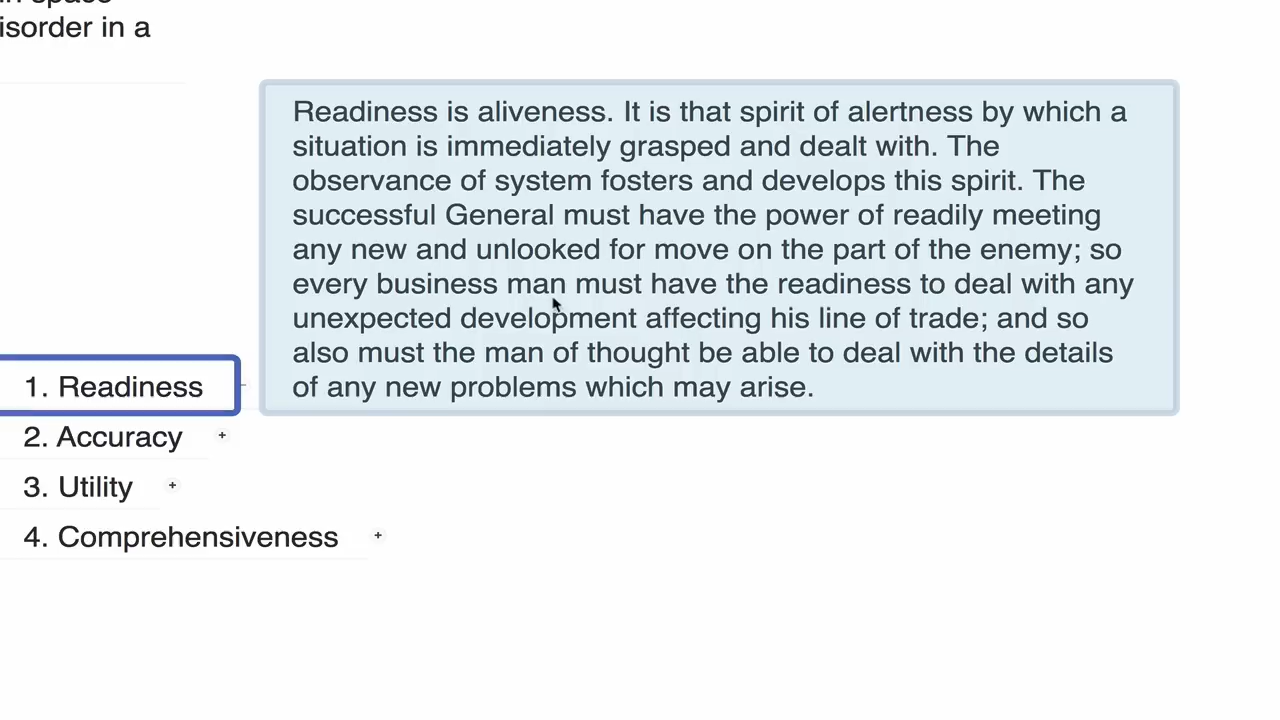 isorder in a
Readiness is aliveness. It is that spirit of alertness by which a
situation is immediately grasped and dealt with. The
observance of system fosters and develops this spirit. The
successful General must have the power of readily meeting
any new and unlooked for move on the part of the enemy; so
every business man must have the readiness to deal with any
unexpected development affecting his line of trade; and so
also must the man of thought be able to deal with the details
of any new problems which may arise.
1. Readiness
2. Accuracy +
3. Utility +
4. Comprehensiveness +